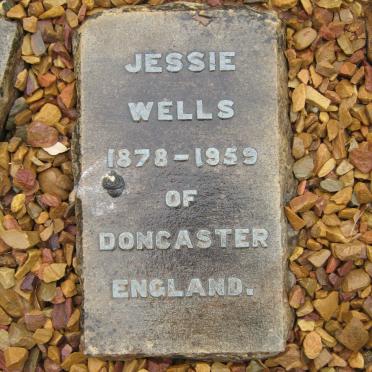 JESSIE
WELLS
1878-1959
OF
DONCASTER
ENGLAND.